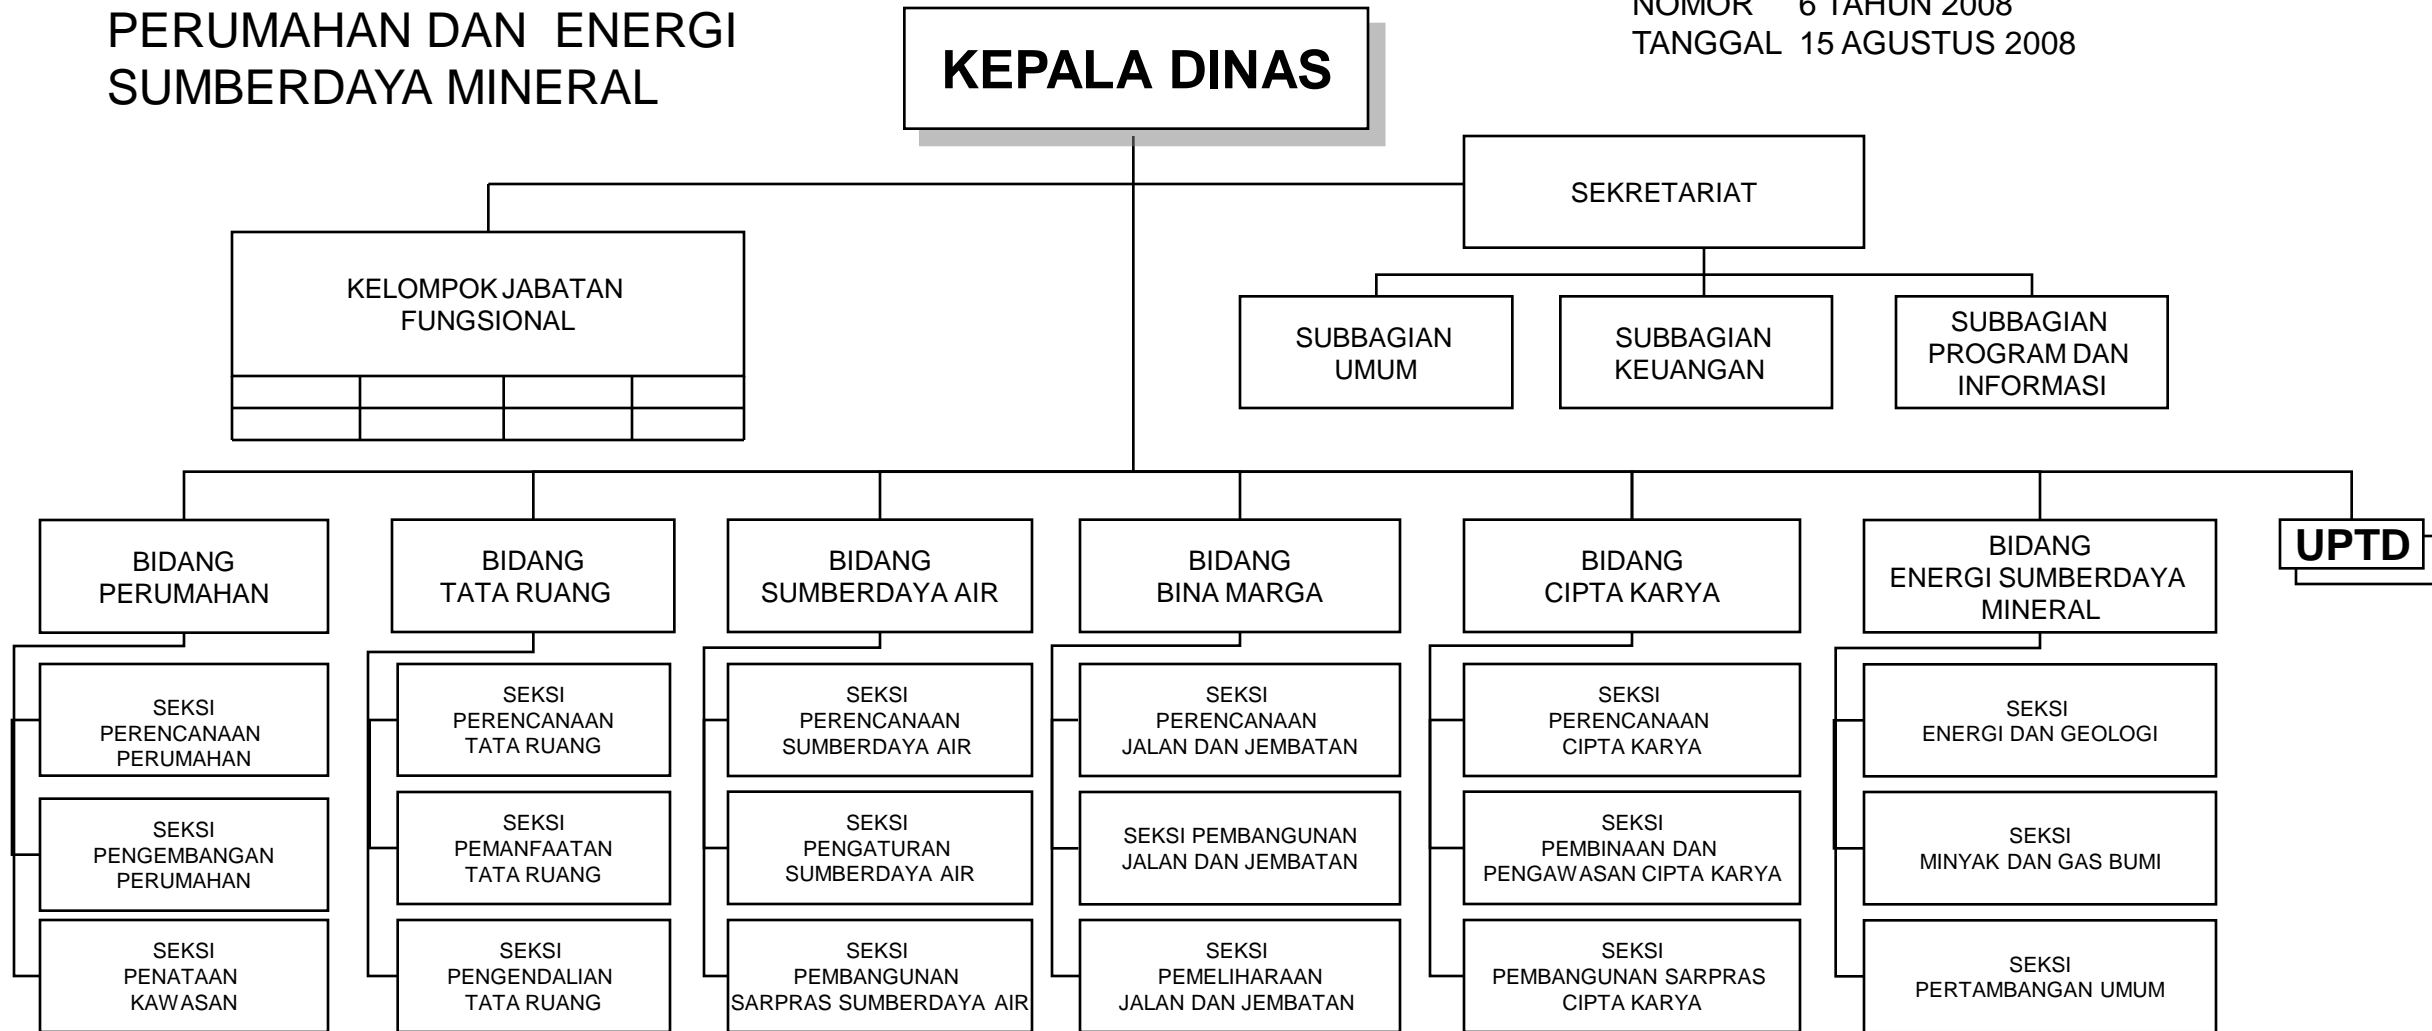 PERUMAHAN DAN ENERGI
SUMBERDAYA MINERAL
KEPALA DINAS
NOMOR 6 TAHUN 2008
TANGGAL 15 AGUSTUS 2008
SEKRETARIAT
KELOMPOK JABATAN
FUNGSIONAL
SUBBAGIAN
UMUM
SUBBAGIAN
KEUANGAN
SUBBAGIAN
PROGRAM DAN
INFORMASI
BIDANG
PERUMAHAN
BIDANG
TATA RUANG
BIDANG
SUMBERDAYA AIR
BIDANG
BINA MARGA
BIDANG
CIPTA KARYA
BIDANG
ENERGI SUMBERDAYA
MINERAL
UPTD
SEKSI
PERENCANAAN
PERUMAHAN
SEKSI
PERENCANAAN
TATA RUANG
SEKSI
PERENCANAAN
SUMBERDAYA AIR
SEKSI
PERENCANAAN
JALAN DAN JEMBATAN
SEKSI
PERENCANAAN
CIPTA KARYA
SEKSI
ENERGI DAN GEOLOGI
SEKSI
PENGEMBANGAN
PERUMAHAN
SEKSI
PEMANFAATAN
TATA RUANG
SEKSI
PENGATURAN
SUMBERDAYA AIR
SEKSI PEMBANGUNAN
JALAN DAN JEMBATAN
SEKSI
PEMBINAAN DAN
PENGAWASAN CIPTA KARYA
SEKSI
MINYAK DAN GAS BUMI
SEKSI
PENATAAN
KAWASAN
SEKSI
PENGENDALIAN
TATA RUANG
SEKSI
PEMBANGUNAN
SARPRAS SUMBERDAYA AIR
SEKSI
PEMELIHARAAN
JALAN DAN JEMBATAN
SEKSI
PEMBANGUNAN SARPRAS
CIPTA KARYA
SEKSI
PERTAMBANGAN UMUM